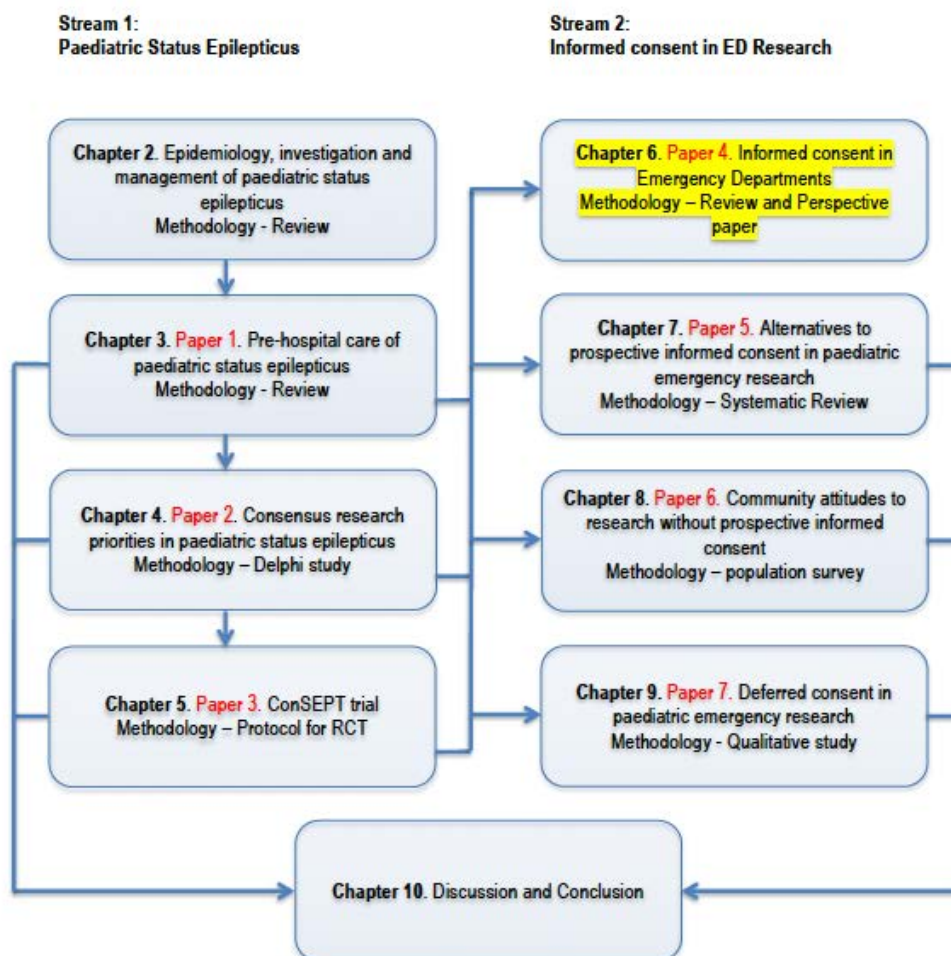 Stream 1:
Paediatric Status Epilepticus
Stream 2:
Informed consent in ED Research
Chapter 2. Epidemiology, investigation and
management of paediatric status
epilepticus
Methodology - Review
Chapter 3. Paper 1. Pre-hospital care of
paediatric status epilepticus
Methodology - Review
Chapter 4. Paper 2. Consensus research
priorities in paediatric status epilepticus
Methodology – Delphi study
Chapter 5. Paper 3. ConSEPT trial
Methodology – Protocol for RCT
Chapter 6. Paper 4. Informed consent in
Emergency Departments
Methodology – Review and Perspective
paper
Chapter 7. Paper 5. Alternatives to
prospective informed consent in paediatric
emergency research
Methodology – Systematic Review
Chapter 8. Paper 6. Community attitudes to
research without prospective informed
consent
Methodology – population survey
Chapter 9. Paper 7. Deferred consent in
paediatric emergency research
Methodology - Qualitative study
Chapter 10. Discussion and Conclusion